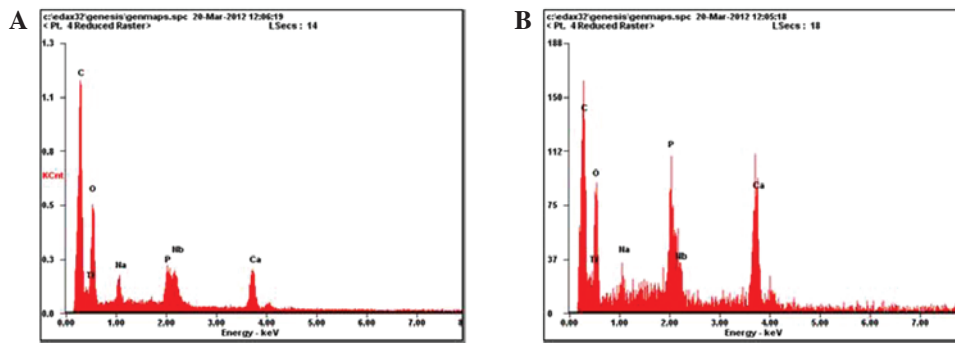 A
c:\edax32\genesis\genmaps.spc 20-Mar-2012 12:06:19
< Pt. 4 Reduced Raster>
LSecs : 14
1.3
1.1
0.8
KCnt
0.5
0.3
0.0
C
O
Ti
Na
P
Nb
Ca
0.00 1.00 2.00 3.00 4.00 5.00 6.00 7.00
Energy - keV
B
c:\edax32\genesis\genmaps.spc 20-Mar-2012 12:05:18
< Pt. 4 Reduced Raster>
LSecs : 18
188
150
112
75
37
0
C
O
Ti
Na
P
Nb
Ca
0.00 1.00 2.00 3.00 4.00 5.00 6.00 7.00
Energy - keV